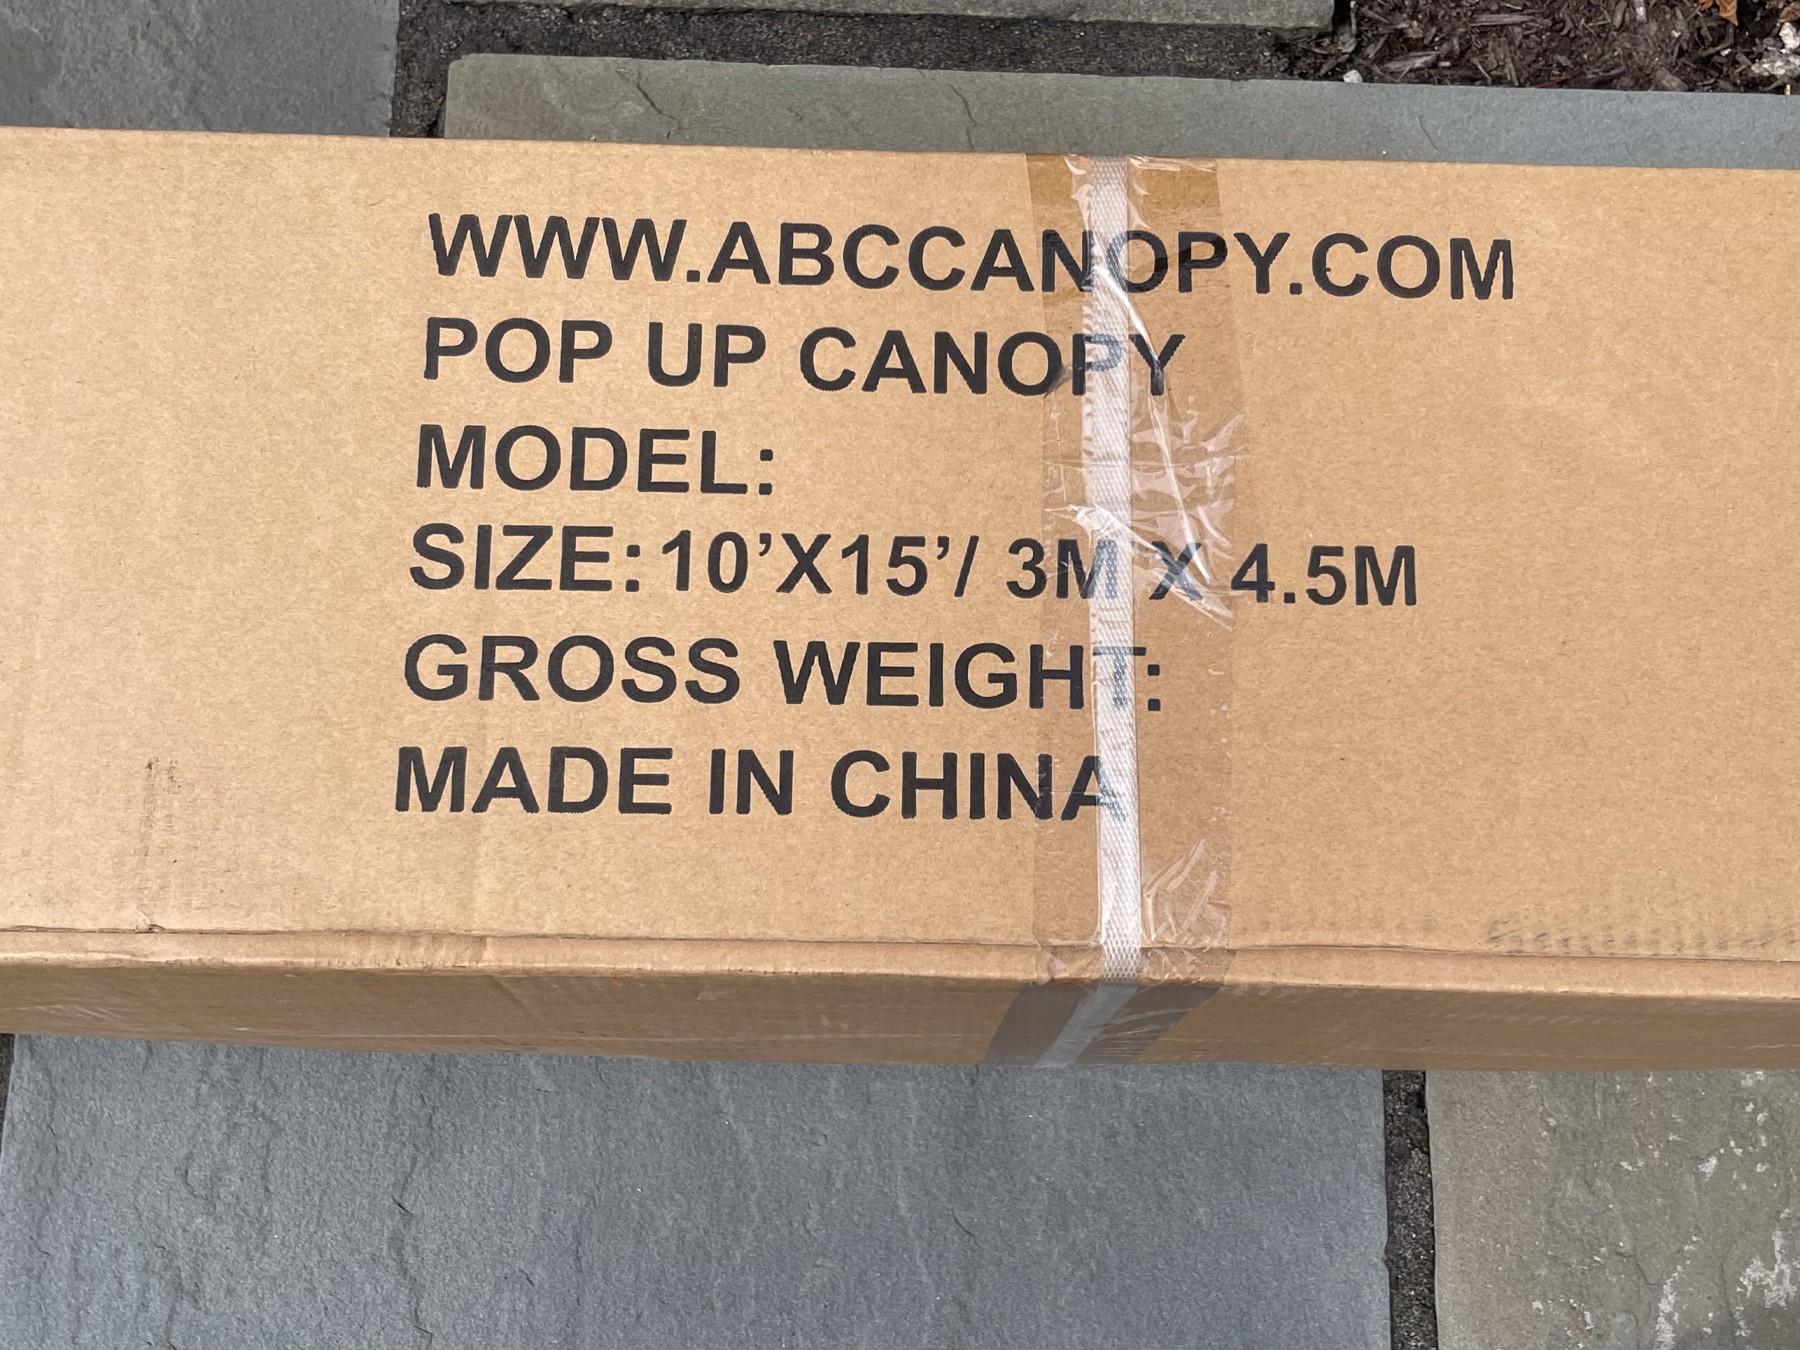 WWW.ABCCANOPY.COM
POP UP CANOPY
MODEL:
SIZE:10’X15’/ 3M X 4.5M
GROSS WEIGHT:
MADE IN CHINA